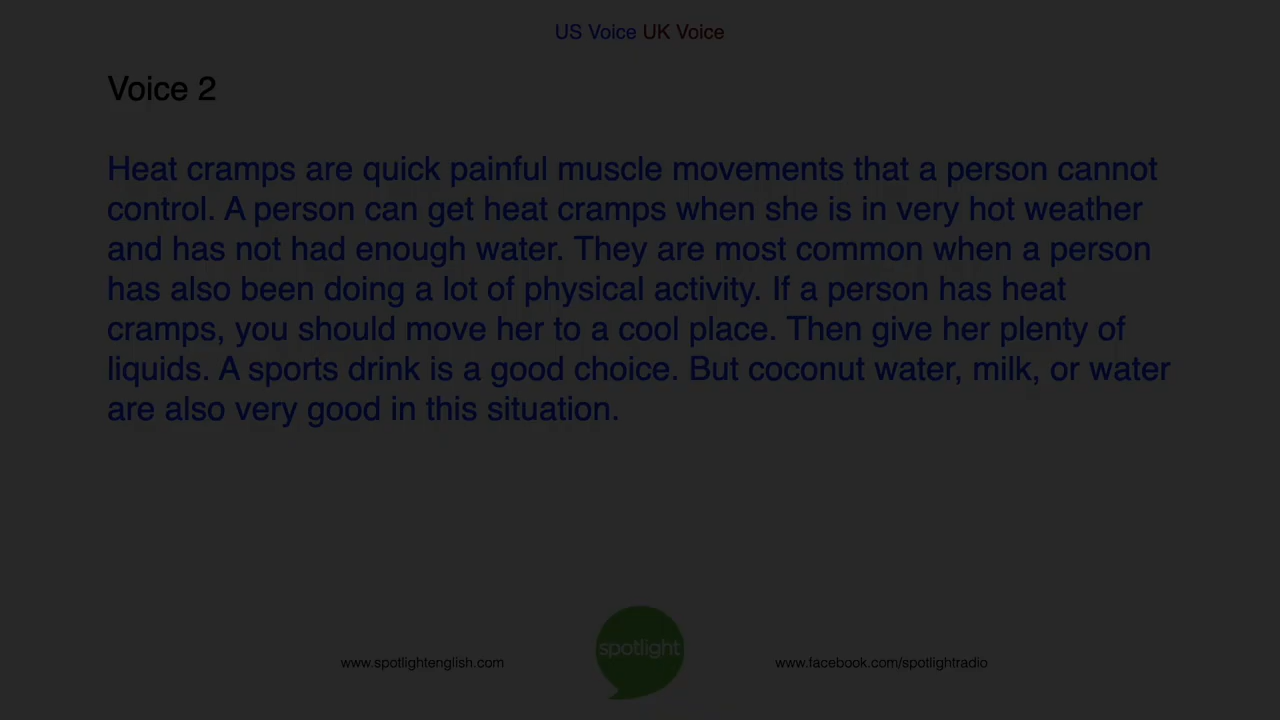 US Voice UK Voice
Voice 2
Heat cramps are quick painful muscle movements that a person cannot
control. A person can get heat cramps when she is in very hot weather
and has not had enough water. They are most common when a person
has also been doing a lot of physical activity. If a person has heat
cramps, you should move her to a cool place. Then give her plenty of
liquids. A sports drink is a good choice. But coconut water, milk, or water
are also very good in this situation.
spotlight
www.spotlightenglish.com
www.facebook.com/spotlightradio